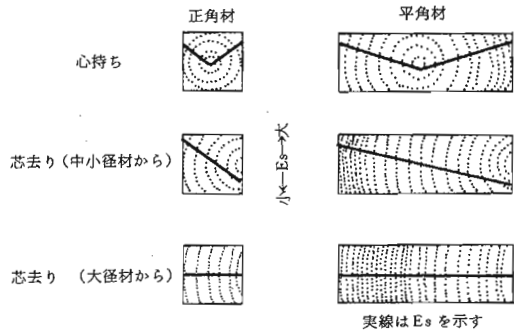 正角材 平角材
心持ち
芯去り(中小径材から)
小←Es→大
芯去り (大径材から)
実線はEsを示す